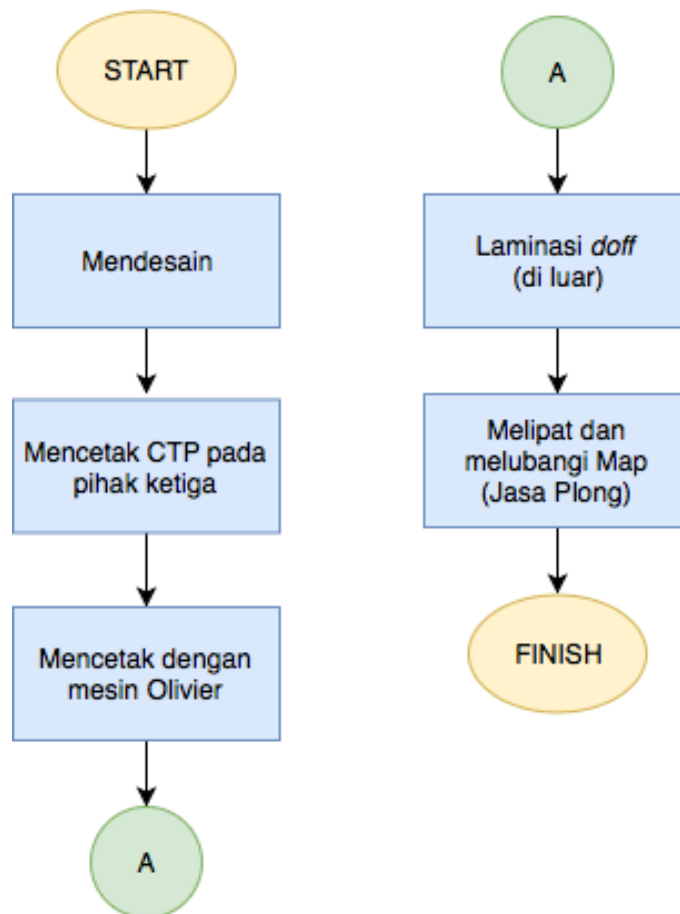 START
Mendesain
Mencetak CTP pada
pihak ketiga
Mencetak dengan
mesin Olivier
A
A
Laminasi doff
(di luar)
Melipat dan
melubangi Map
(Jasa Plong)
FINISH